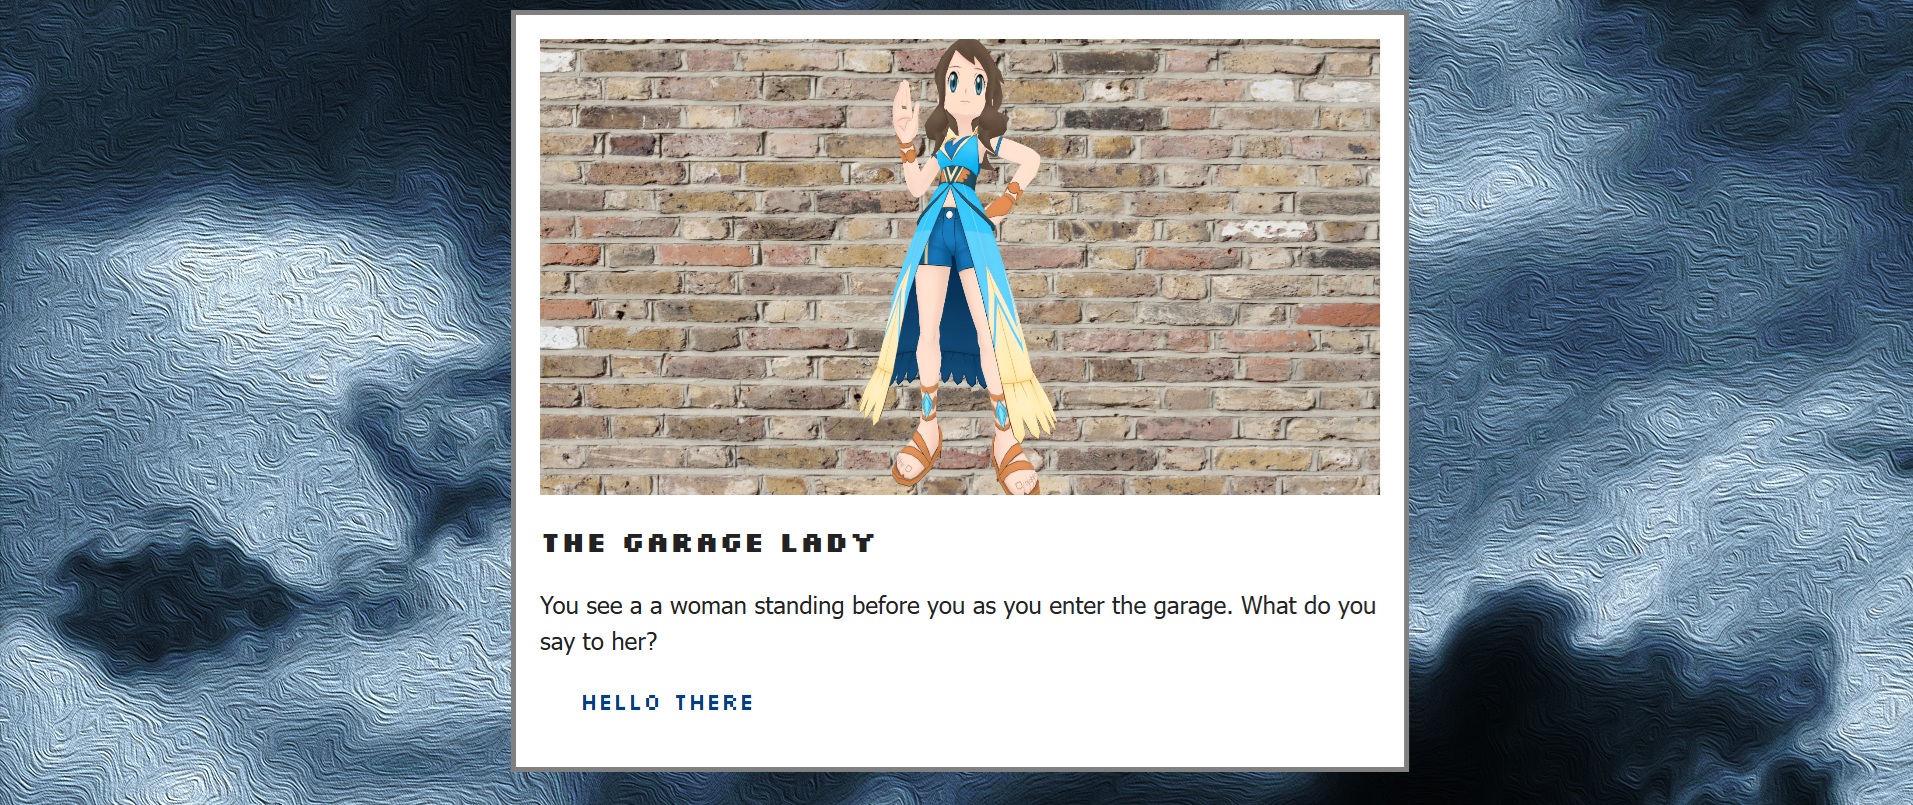 THE GARAGE LADY
You see a a woman standing before you as you enter the garage. What do you
say to her?
HELLO THERE